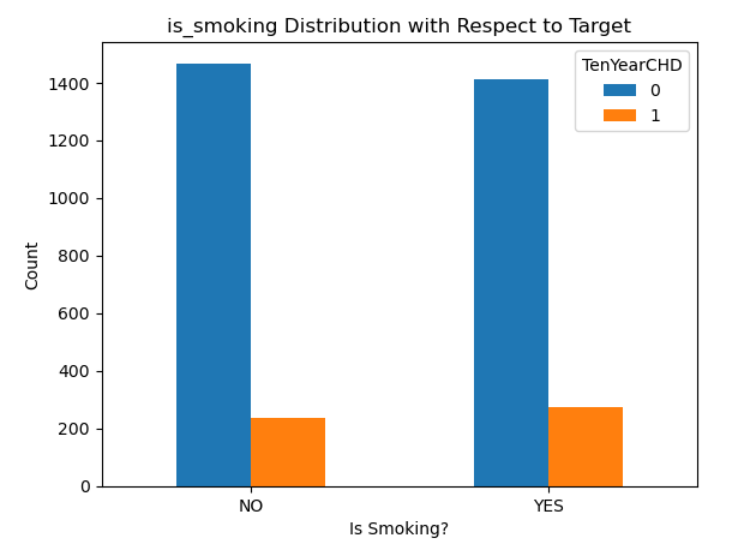 is_smoking Distribution with Respect to Target
TenYearCHD
0
1
Count
1400
1200
1000
800
600
400
200
0
NO
YES
Is Smoking?